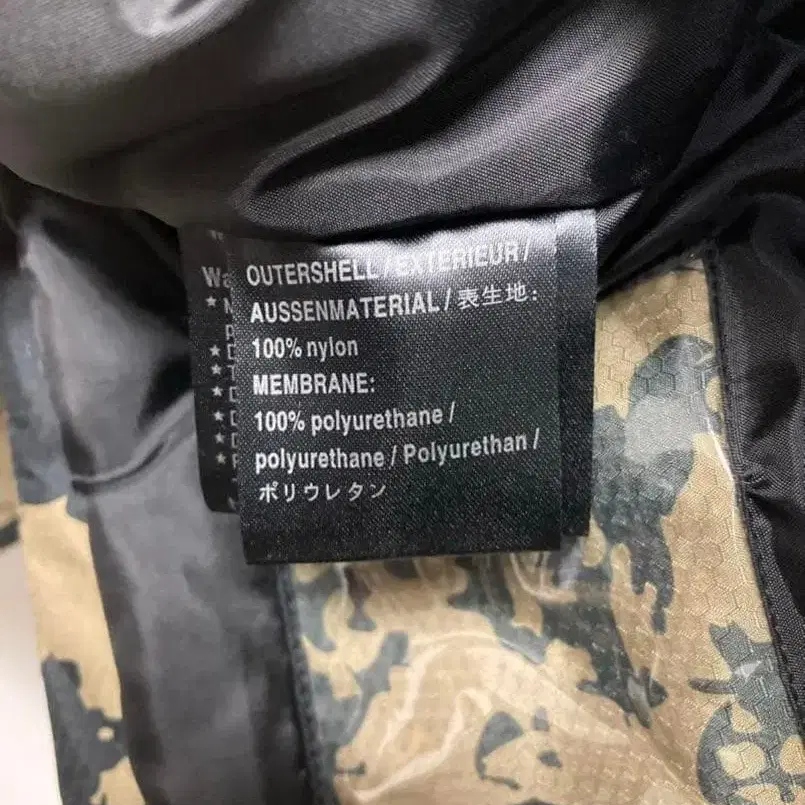 OUTERSHELL / EXTERIEUR /
AUSSENMATERIAL / 表生地:
100% nylon
MEMBRANE:
100% polyurethane /
polyurethane / Polyurethan /
ポリウレタン